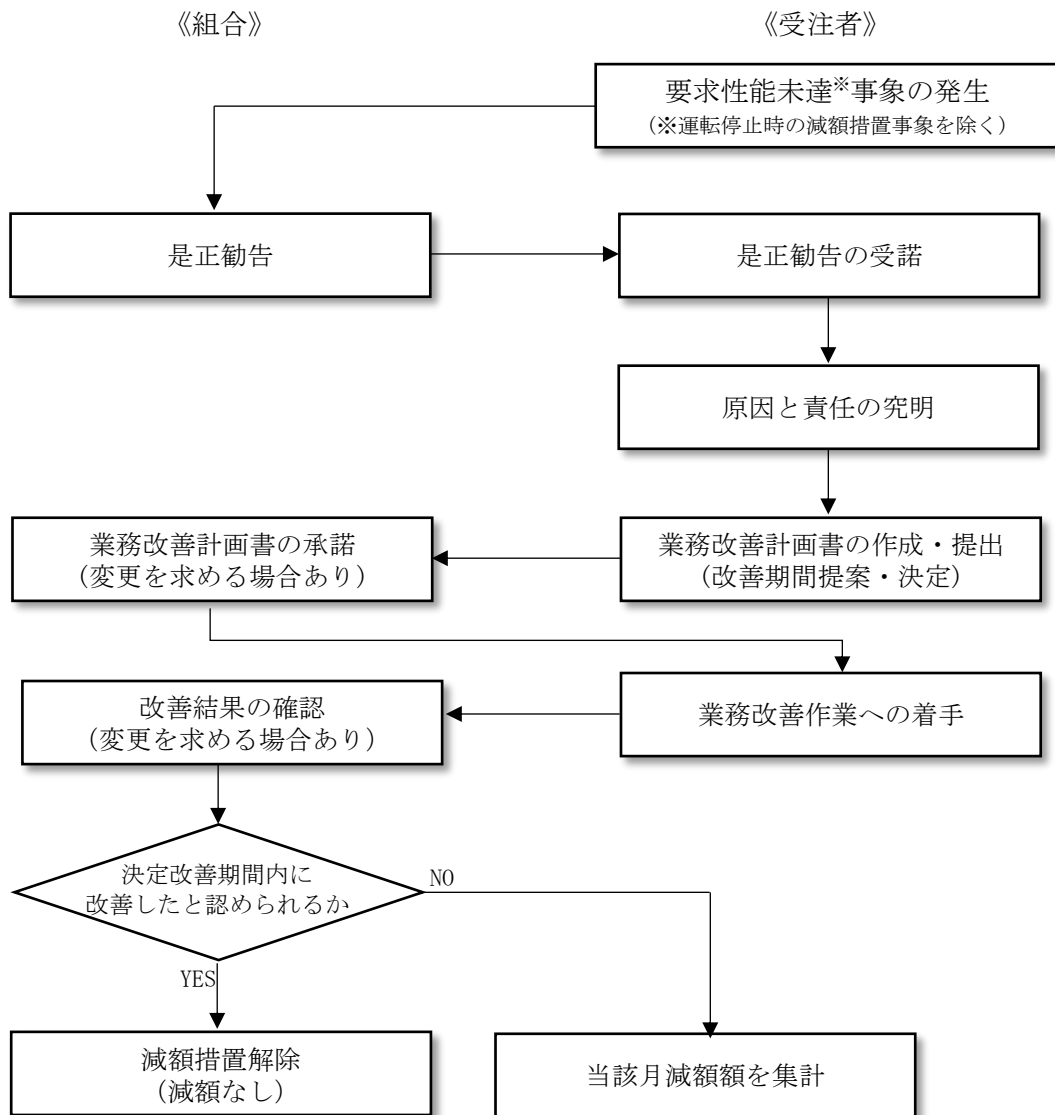 《組合》
《受注者》
要求性能未達※事象の発生
（※運転停止時の減額措置事象を除く）
是正勧告
是正勧告の受諾
原因と責任の究明
業務改善計画書の承諾
（変更を求める場合あり）
業務改善計画書の作成・提出
（改善期間提案・決定）
改善結果の確認
（変更を求める場合あり）
業務改善作業への着手
決定改善期間内に
改善したと認められるか
NO
YES
減額措置解除
（減額なし）
当該月減額額を集計